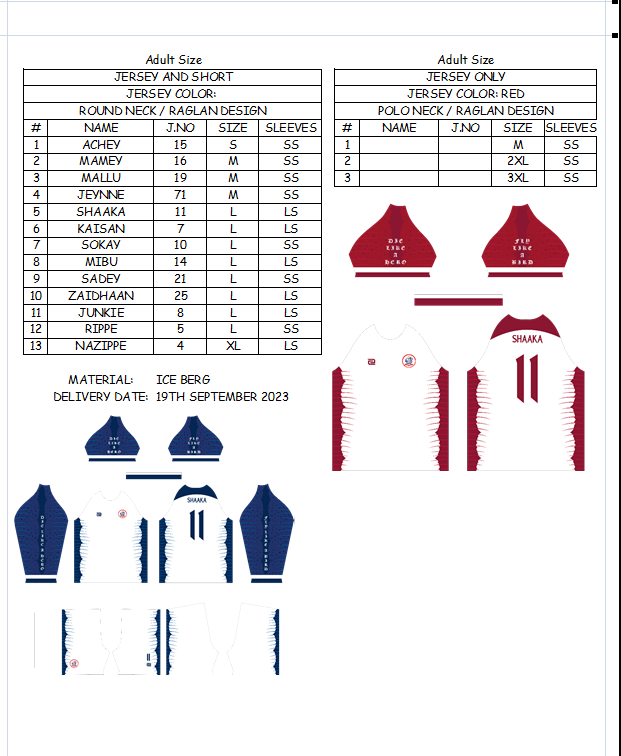 Adult Size
JERSEY AND SHORT
JERSEY COLOR:
ROUND NECK / RAGLAN DESIGN
# NAME J.NO SIZE SLEEVES
1 ACHEY 15 S SS
2 MAMEY 16 M SS
3 MALLU 19 M SS
4 JEYNNE 71 M SS
5 SHAAKA 11 L LS
6 KAISAN 7 L LS
7 SOKAY 10 L SS
8 MIBU 14 L LS
9 SADEY 21 L SS
10 ZAIDHAAN 25 L LS
11 JUNKIE 8 L LS
12 RIPPE 5 L SS
13 NAZIPPE 4 XL LS
MATERIAL: ICE BERG
DELIVERY DATE: 19TH SEPTEMBER 2023
DIE
LIKE
A
HERO
FLY
LIKE
A
BIRD
SHAAKA
11
Adult Size
JERSEY ONLY
JERSEY COLOR: RED
POLO NECK / RAGLAN DESIGN
# NAME J.NO SIZE SLEEVES
1 M SS
2 2XL SS
3 3XL SS
DIE
LIKE
A
HERO
FLY
LIKE
A
BIRD
SHAAKA
11